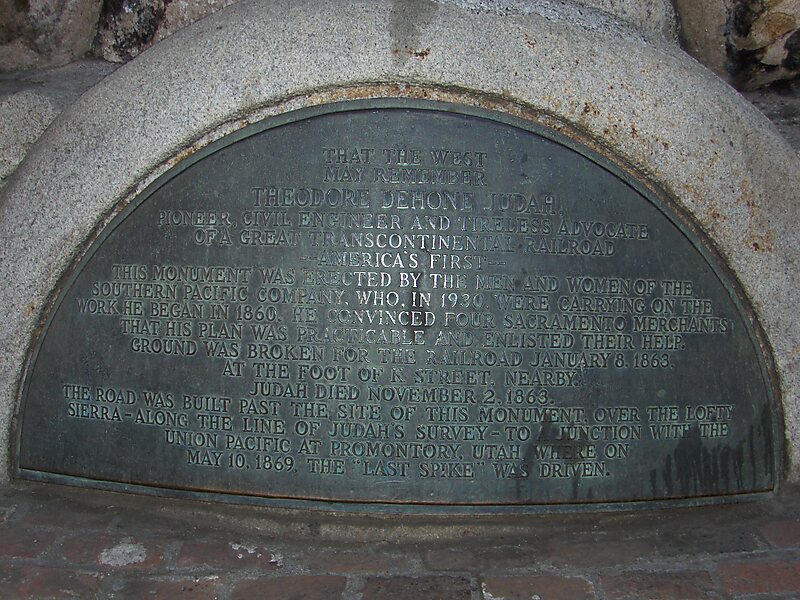 THAT THE WEST
MAY REMEMBER
THEODORE DEHONE JUDAH,
PIONEER, CIVIL ENGINEER AND TIRELESS ADVOCATE
OF A GREAT TRANSCONTINENTAL RAILROAD
—AMERICA'S FIRST—
THIS MONUMENT WAS ERECTED BY THE MEN AND WOMEN OF THE
SOUTHERN PACIFIC COMPANY, WHO, IN 1930, WERE CARRYING ON THE
WORK HE BEGAN IN 1860. HE CONVINCED FOUR SACRAMENTO MERCHANTS
THAT HIS PLAN WAS PRACTICABLE AND ENLISTED THEIR HELP.
GROUND WAS BROKEN FOR THE RAILROAD JANUARY 8, 1863,
AT THE FOOT OF K STREET, NEARBY.
JUDAH DIED NOVEMBER 2, 1863.
THE ROAD WAS BUILT PAST THE SITE OF THIS MONUMENT, OVER THE LOFTY
SIERRA—ALONG THE LINE OF JUDAH'S SURVEY—TO A JUNCTION WITH THE
UNION PACIFIC AT PROMONTORY, UTAH, WHERE ON
MAY 10, 1869, THE "LAST SPIKE" WAS DRIVEN.